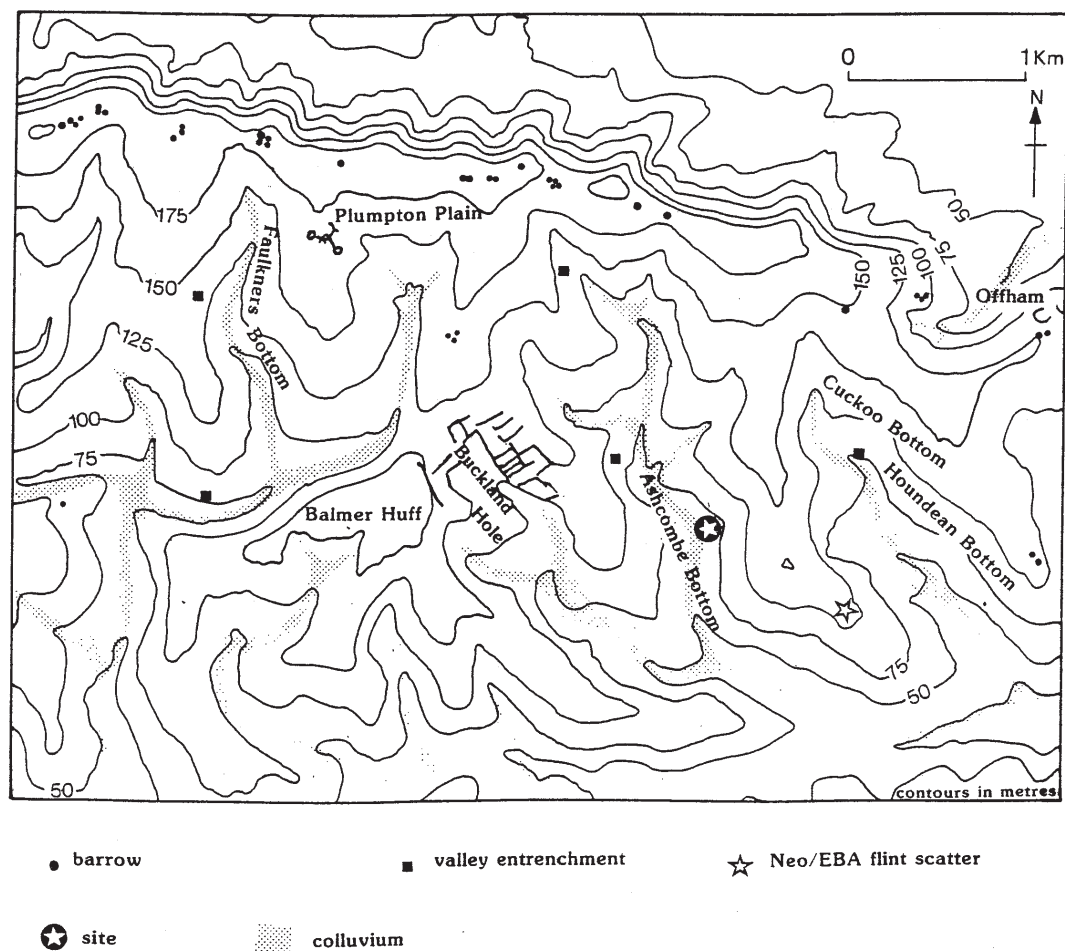 0 1Km
N
50
75
100
125
150
175
Plumpton Plain
Faulkners Bottom
150
Offham
125
Cuckoo Bottom
100
75
Buckland Hole
Houndean Bottom
Balmer Huff
Ashcombe Bottom
75
50
50
contours in metres
barrow
valley entrenchment
Neo/EBA flint scatter
site
colluvium